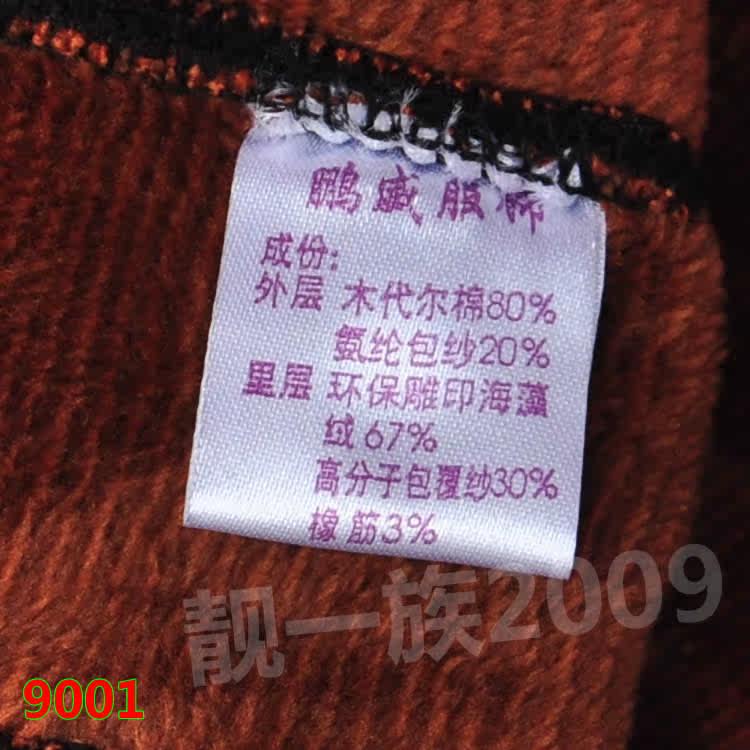 鹏盛服饰
成份:
外层 木代尔棉80%
氨纶包纱20%
里层 环保雕印海藻
绒67%
高分子包覆纱30%
橡筋3%
靓一族2009
9001